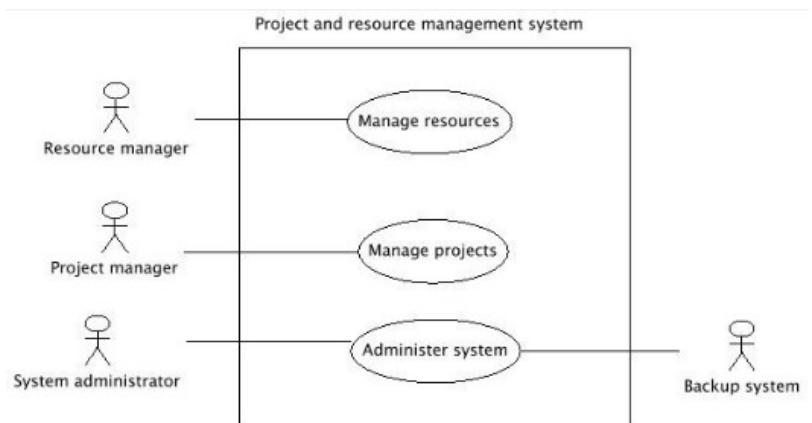 Project and resource management system
Manage resources
Resource manager
Manage projects
Project manager
Administer system
System administrator
Backup system